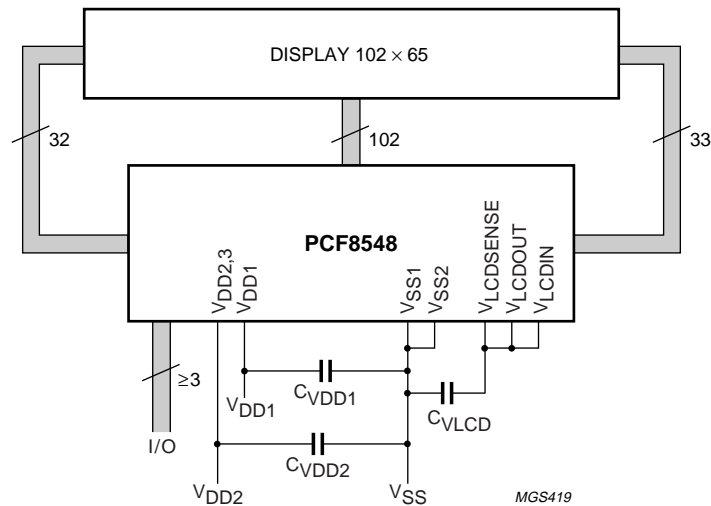 DISPLAY 102 × 65
32
102
33
PCF8548
VDD2,3
VDD1
VSS1
VSS2
VLCDSENSE
VLCDOUT
VLCDIN
≥3
I/O
VDD1
CVDD1
CVLCD
CVDD2
VDD2
VSS
MGS419